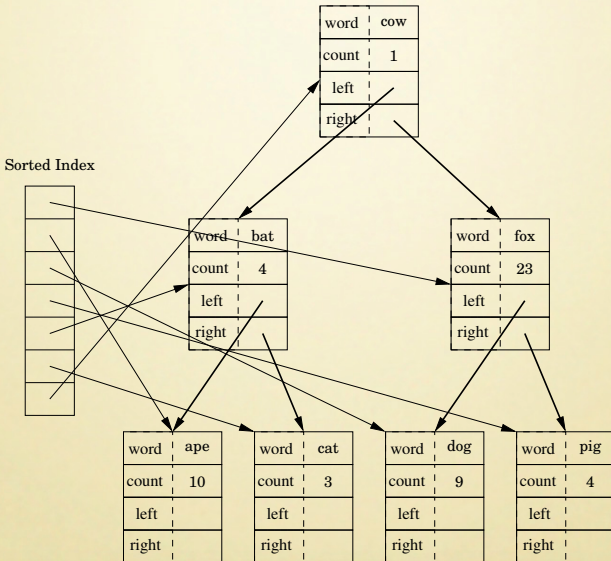 word cow
count 1
left
right
Sorted Index
word bat
count 4
left
right
word fox
count 23
left
right
word ape
count 10
left
right
word cat
count 3
left
right
word dog
count 9
left
right
word pig
count 4
left
right